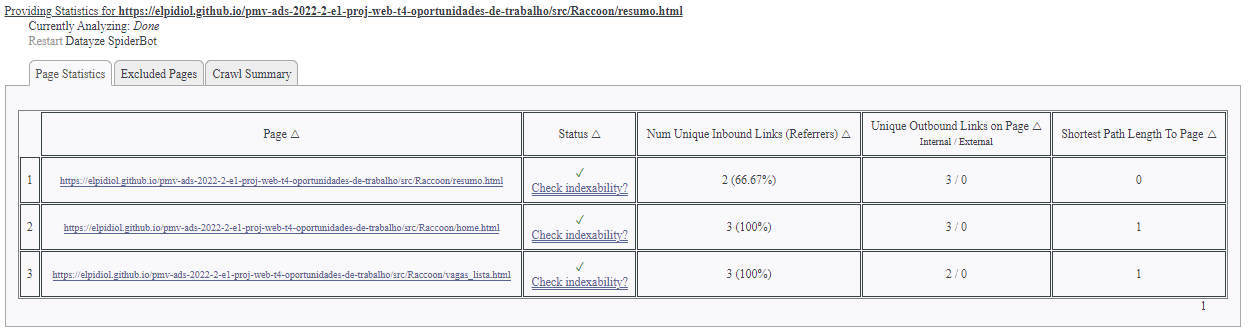 Providing Statistics for https://elpidiol.github.io/pmv-ads-2022-2-e1-proj-web-t4-oportunidades-de-trabalho/src/Raccoon/resumo.html
Currently Analyzing: Done
Restart Datayze SpiderBot
Page Statistics Excluded Pages Crawl Summary
Page △ Status △ Num Unique Inbound Links (Referrers) △ Unique Outbound Links on Page △ Shortest Path Length To Page △
Internal / External
1 https://elpidiol.github.io/pmv-ads-2022-2-e1-proj-web-t4-oportunidades-de-trabalho/src/Raccoon/resumo.html ✓ 2 (66.67%) 3 / 0 0
Check indexability?
2 https://elpidiol.github.io/pmv-ads-2022-2-e1-proj-web-t4-oportunidades-de-trabalho/src/Raccoon/home.html ✓ 3 (100%) 3 / 0 1
Check indexability?
3 https://elpidiol.github.io/pmv-ads-2022-2-e1-proj-web-t4-oportunidades-de-trabalho/src/Raccoon/vagas_lista.html ✓ 3 (100%) 2 / 0 1
Check indexability?
1